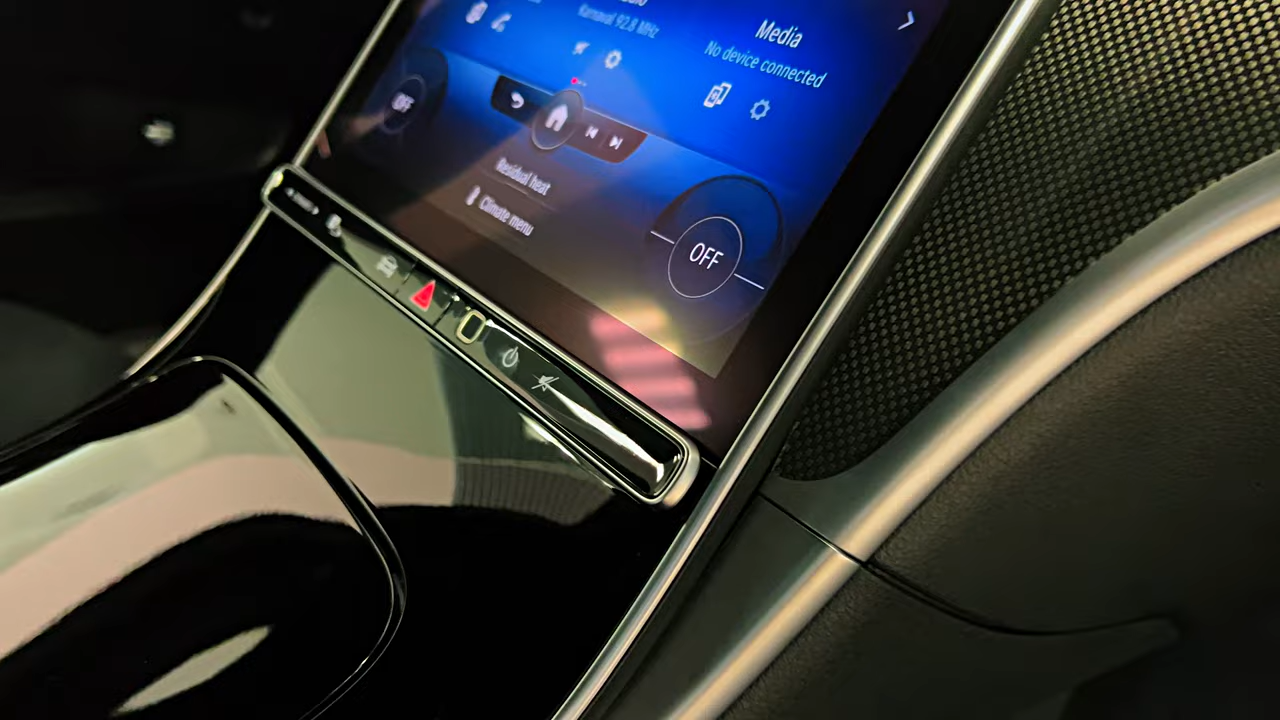 Karnaval 92.8 MHz
Media
No device connected
OFF
Residual heat
Climate menu
OFF